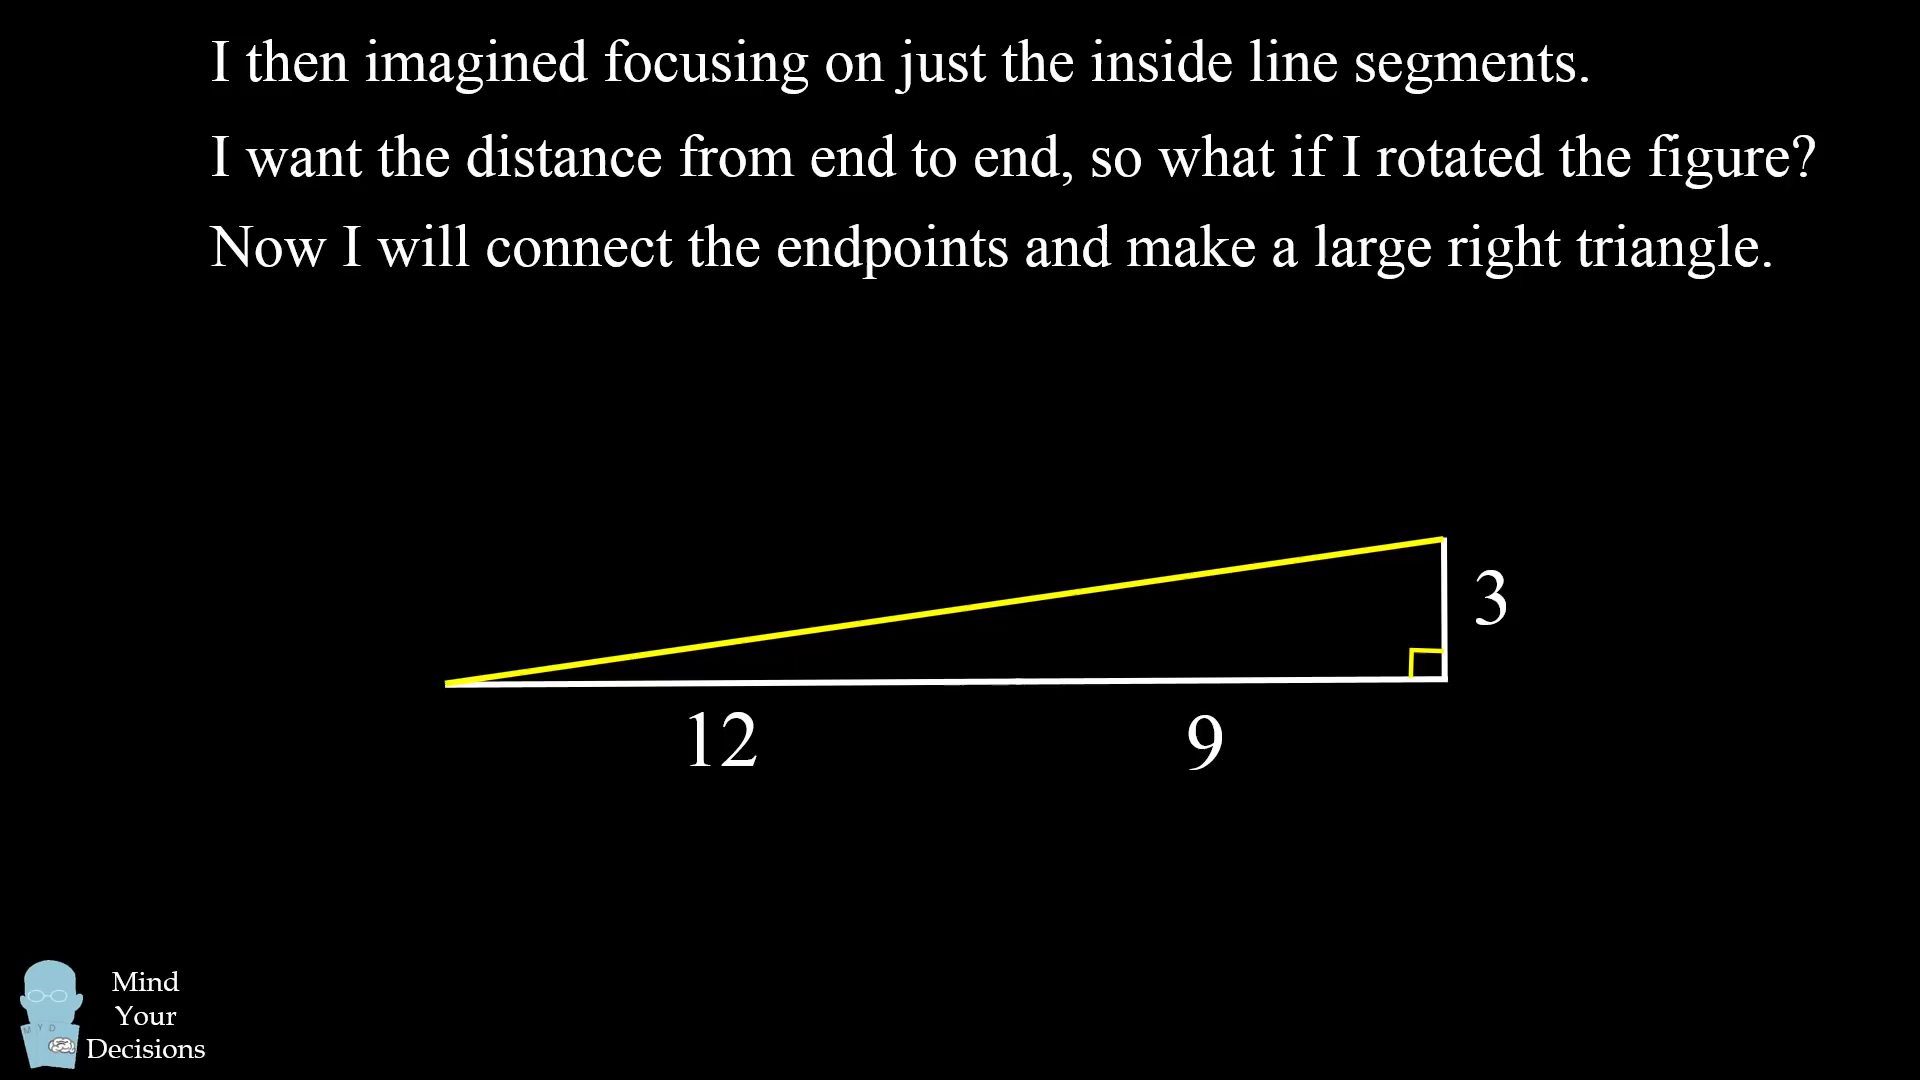 I then imagined focusing on just the inside line segments.
I want the distance from end to end, so what if I rotated the figure?
Now I will connect the endpoints and make a large right triangle.
3
12
9
Mind
Your
Decisions
M Y D